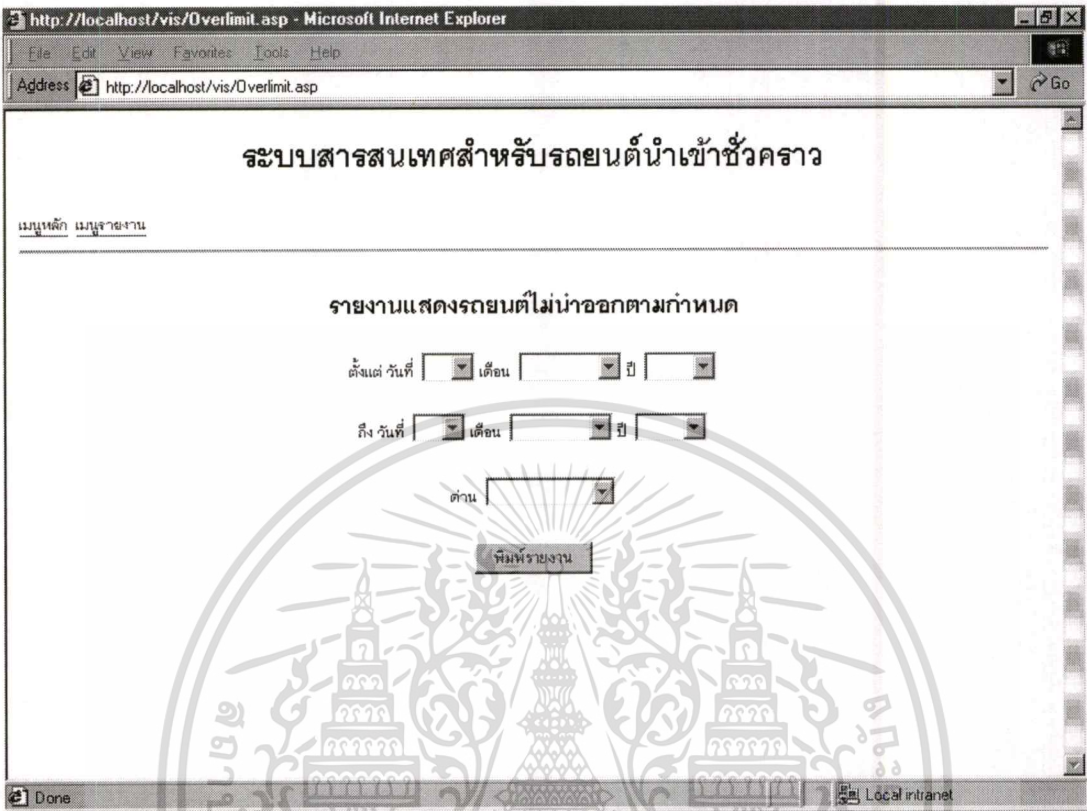 http://localhost/vis/Overlimit.asp - Microsoft Internet Explorer
File Edit View Favorites Tools Help
Address http://localhost/vis/Overlimit.asp Go
ระบบสารสนเทศสำหรับรถยนต์นำเข้าชั่วคราว
เมนูหลัก เมนูรายงาน
รายงานแสดงรถยนต์ไม่นำออกตามกำหนด
ตั้งแต่ วันที่ เดือน ปี
ถึง วันที่ เดือน ปี
ด่าน
พิมพ์รายงาน
Done Local intranet